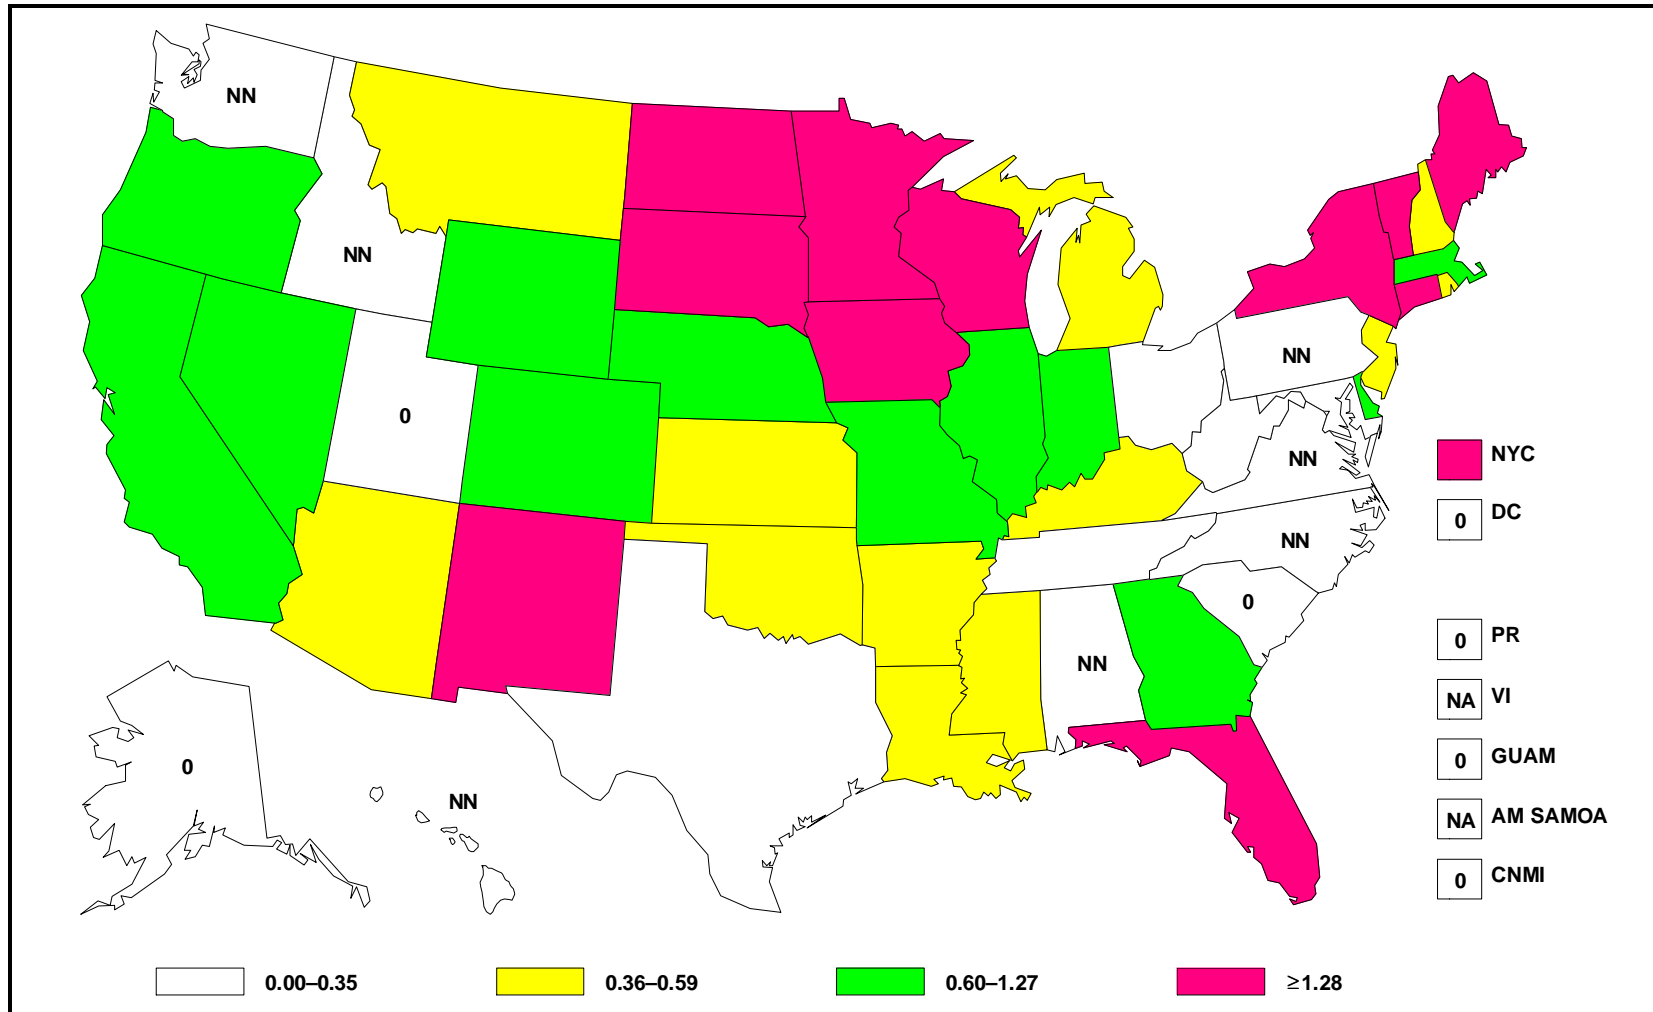 NN
NN
0
NN
NN
NN
0
NN
0
NN
NYC
0 DC
0 PR
NA VI
0 GUAM
NA AM SAMOA
0 CNMI
0.00–0.35
0.36–0.59
0.60–1.27
≥1.28